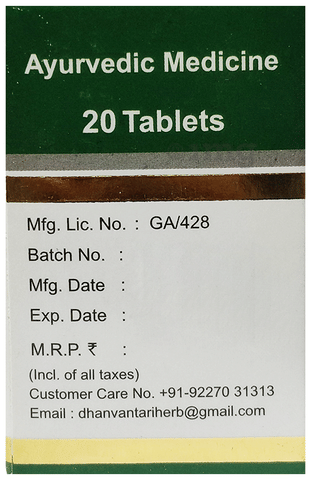 Ayurvedic Medicine
20 Tablets
Mfg. Lic. No. : GA/428
Batch No. :
Mfg. Date :
Exp. Date :
M.R.P. ₹ :
(Incl. of all taxes)
Customer Care No. +91-92270 31313
Email : dhanvantariherb@gmail.com